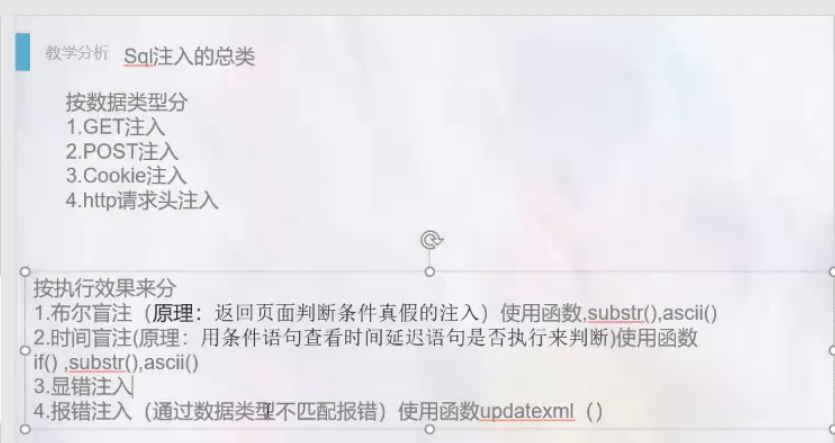 教学分析 Sql注入的总类
按数据类型分
1.GET注入
2.POST注入
3.Cookie注入
4.http请求头注入
按执行效果来分
1.布尔盲注（原理：返回页面判断条件真假的注入）使用函数,substr(),ascii()
2.时间盲注(原理：用条件语句查看时间延迟语句是否执行来判断)使用函数
if() ,substr(),ascii()
3.显错注入
4.报错注入（通过数据类型不匹配报错）使用函数updatexml（）